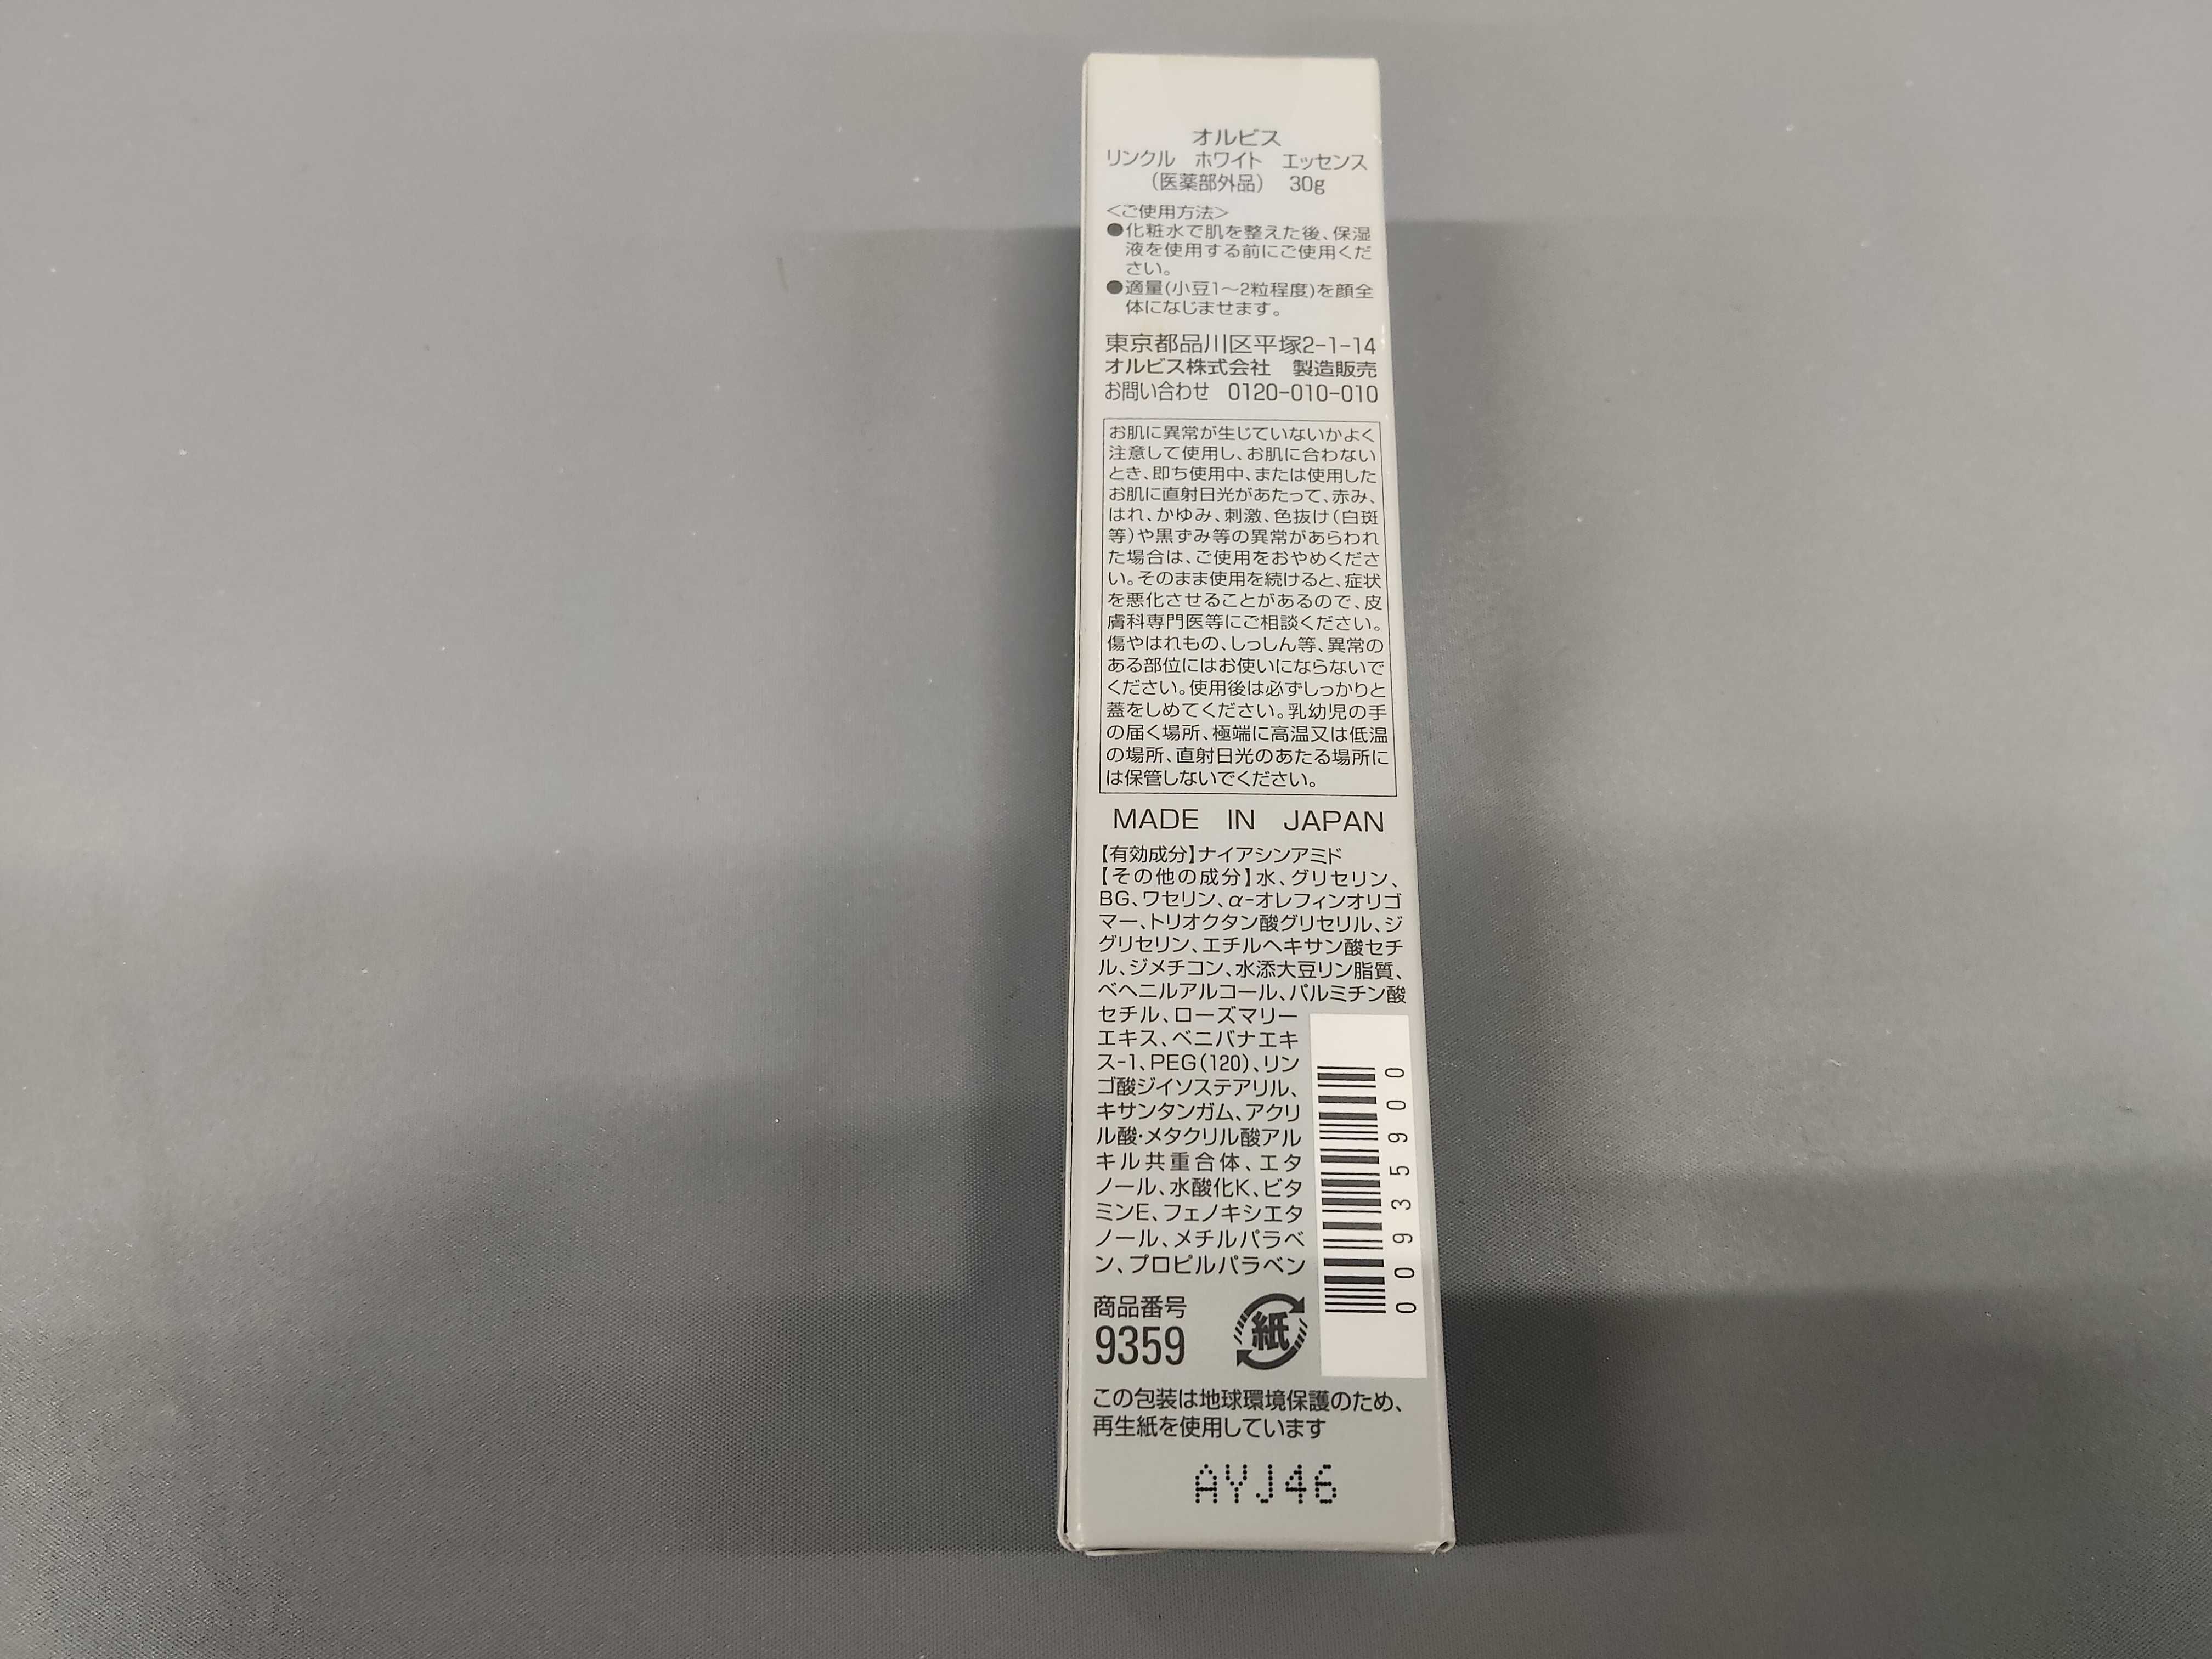 オルビス
リンクル ホワイト エッセンス
（医薬部外品） 30g
＜ご使用方法＞
●化粧水で肌を整えた後、保湿
液を使用する前にご使用くだ
さい。
●適量(小豆1～2粒程度)を顔全
体になじませます。
東京都品川区平塚2-1-14
オルビス株式会社 製造販売
お問い合わせ 0120-010-010
お肌に異常が生じていないかよく
注意して使用し、お肌に合わない
とき、即ち使用中、または使用した
お肌に直射日光があたって、赤み、
はれ、かゆみ、刺激、色抜け（白斑
等）や黒ずみ等の異常があらわれ
た場合は、ご使用をおやめくださ
い。そのまま使用を続けると、症状
を悪化させることがあるので、皮
膚科専門医等にご相談ください。
傷やはれもの、しっしん等、異常の
ある部位にはお使いにならないで
ください。使用後は必ずしっかりと
蓋をしめてください。乳幼児の手
の届く場所、極端に高温又は低温
の場所、直射日光のあたる場所に
は保管しないでください。
MADE IN JAPAN
【有効成分】ナイアシンアミド
【その他の成分】水、グリセリン、
BG、ワセリン、α-オレフィンオリゴ
マー、トリオクタン酸グリセリル、ジ
グリセリン、エチルヘキサン酸セチ
ル、ジメチコン、水添大豆リン脂質、
ベヘニルアルコール、パルミチン酸
セチル、ローズマリー
エキス、ベニバナエキ
ス-1、PEG(120)、リン
ゴ酸ジイソステアリル、
キサンタンガム、アクリ
ル酸・メタクリル酸アル
キル共重合体、エタ
ノール、水酸化K、ビタ
ミンE、フェノキシエタ
ノール、メチルパラベ
ン、プロピルパラベン
00935900
商品番号
9359
紙
この包装は地球環境保護のため、
再生紙を使用しています
AYJ46